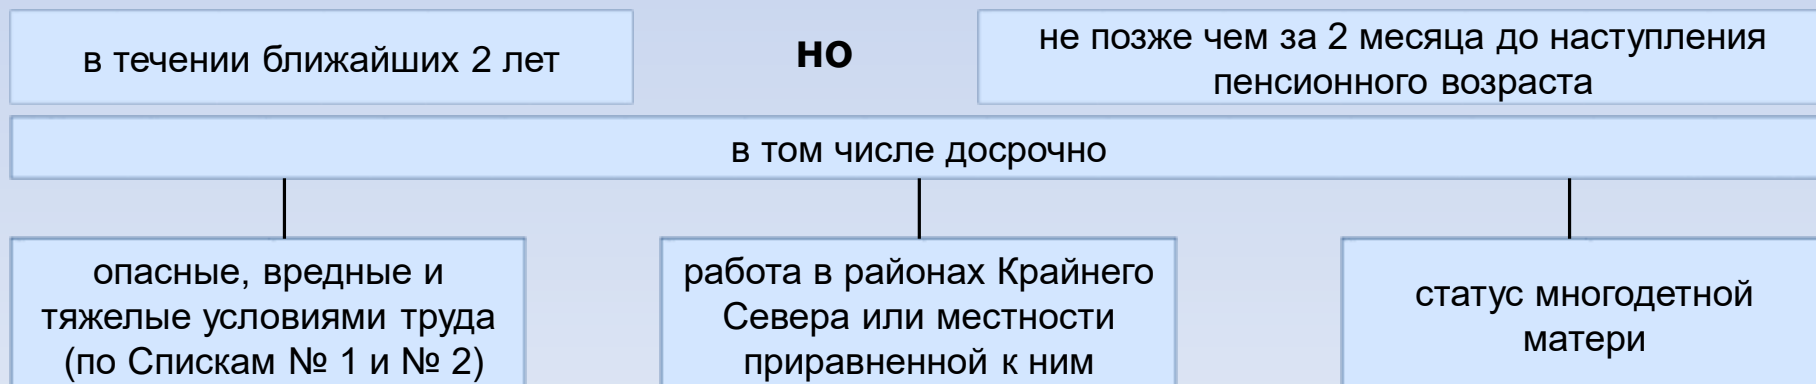 в течении ближайших 2 лет
но
не позже чем за 2 месяца до наступления
пенсионного возраста
в том числе досрочно
опасные, вредные и
тяжелые условиями труда
(по Спискам № 1 и № 2)
работа в районах Крайнего
Севера или местности
приравненной к ним
статус многодетной
матери